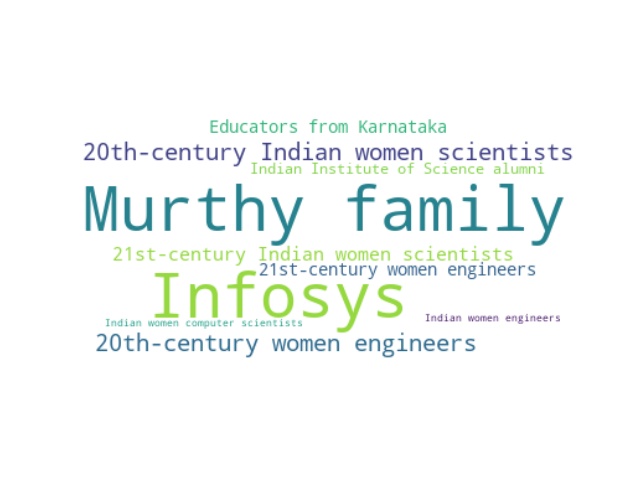 Educators from Karnataka
20th-century Indian women scientists
Indian Institute of Science alumni
Murthy family
21st-century Indian women scientists
21st-century women engineers
Infosys
Indian women engineers
Indian women computer scientists
20th-century women engineers